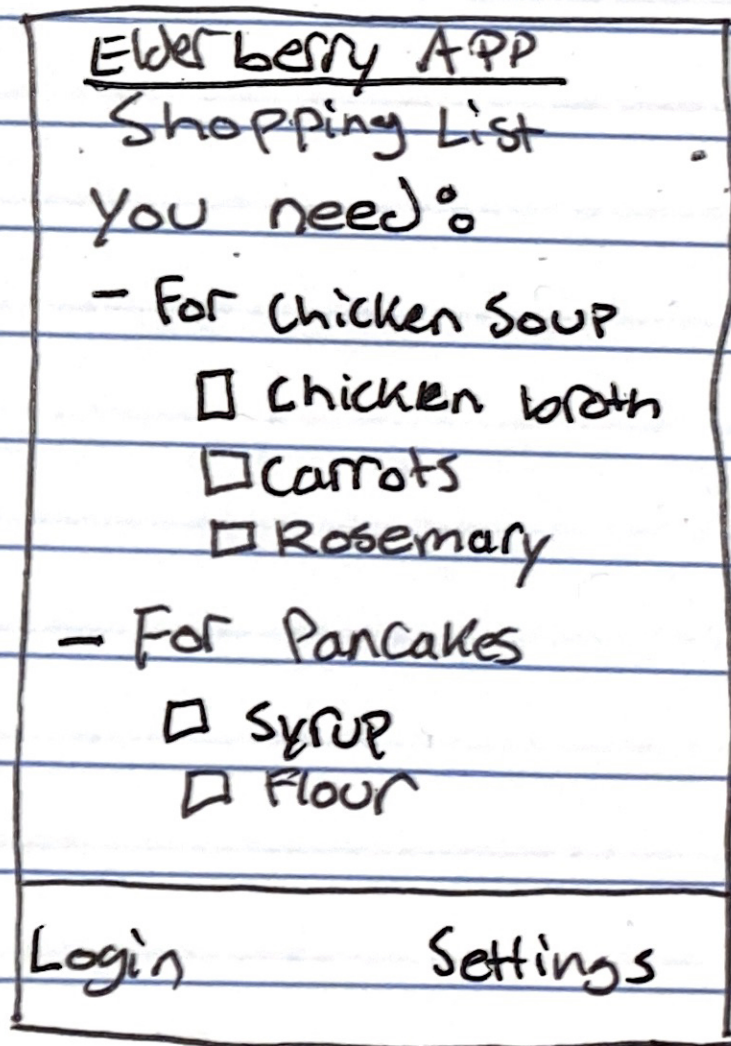 Elderberry APP
Shopping List
You need:
- For Chicken Soup
Chicken broth
Carrots
Rosemary
- For Pancakes
Syrup
Flour
Login Settings